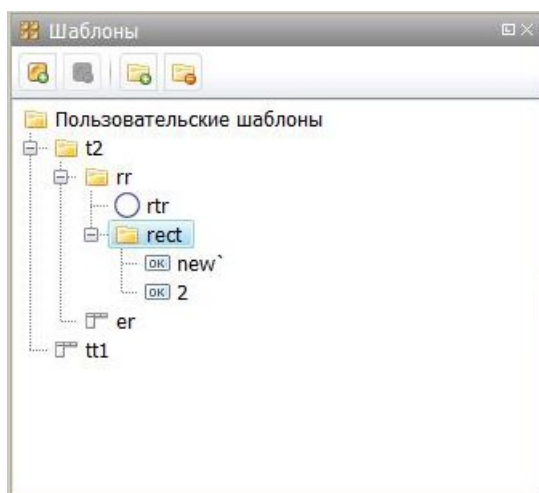 Шаблоны
Пользовательские шаблоны
t2
rr
rtr
rect
OK new`
OK 2
er
tt1